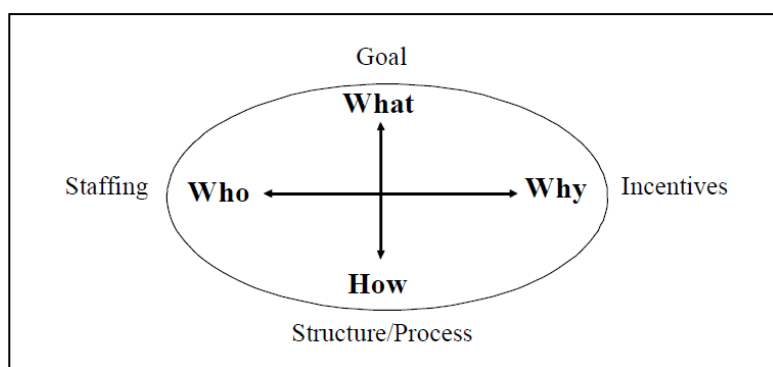 Goal
What
Staffing Who Why Incentives
How
Structure/Process